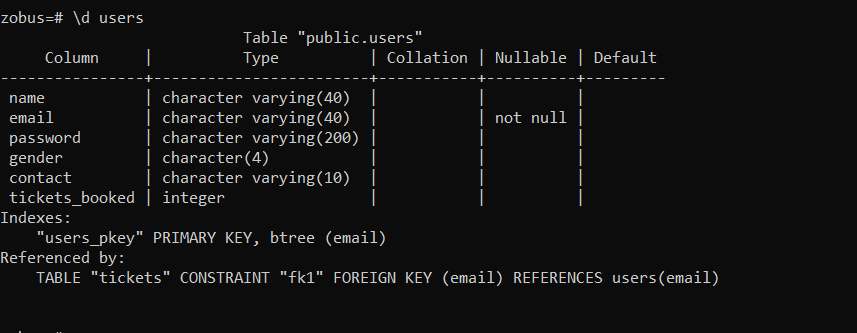 zobus=# \d users
                         Table "public.users"
     Column     |          Type          | Collation | Nullable | Default
----------------+------------------------+-----------+----------+---------
 name           | character varying(40)  |           |          |
 email          | character varying(40)  |           | not null |
 password       | character varying(200) |           |          |
 gender         | character(4)           |           |          |
 contact        | character varying(10)  |           |          |
 tickets_booked | integer                |           |          |
Indexes:
    "users_pkey" PRIMARY KEY, btree (email)
Referenced by:
    TABLE "tickets" CONSTRAINT "fk1" FOREIGN KEY (email) REFERENCES users(email)